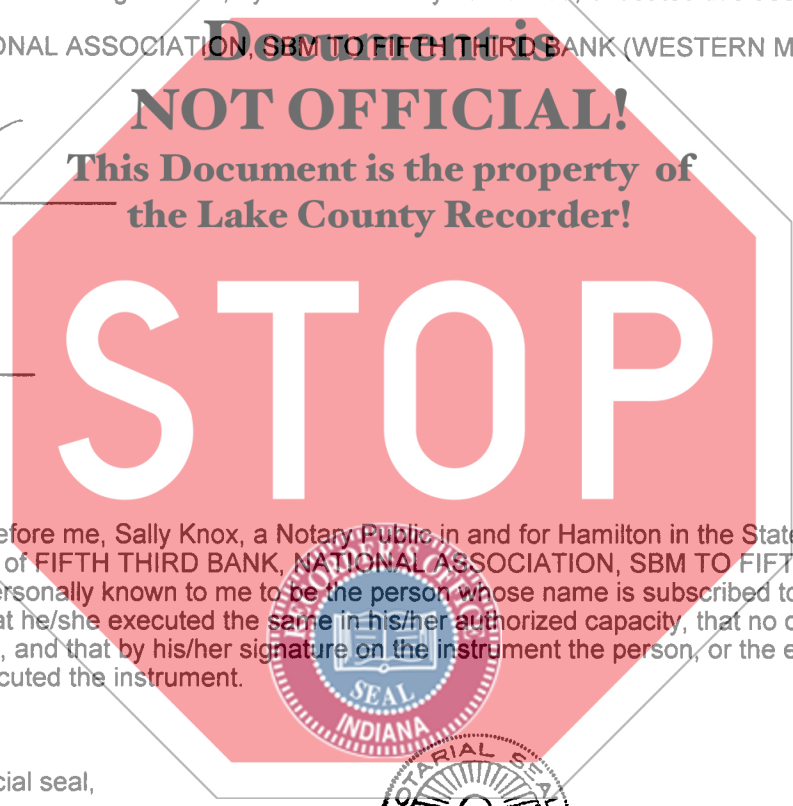 ONAL ASSOCIATION, SBM TO FIFTH THIRD BANK (WESTERN M
Document is
NOT OFFICIAL!
This Document is the property of
the Lake County Recorder!
STOP
efore me, Sally Knox, a Notary Public in and for Hamilton in the State
of FIFTH THIRD BANK, NATIONAL ASSOCIATION, SBM TO FIFT
ersonally known to me to be the person whose name is subscribed to
at he/she executed the same in his/her authorized capacity, that no
, and that by his/her signature on the instrument the person, or the e
cuted the instrument.
RECORDER'S OFFICE
SEAL
INDIANA
cial seal,
OTARIAL SEAL